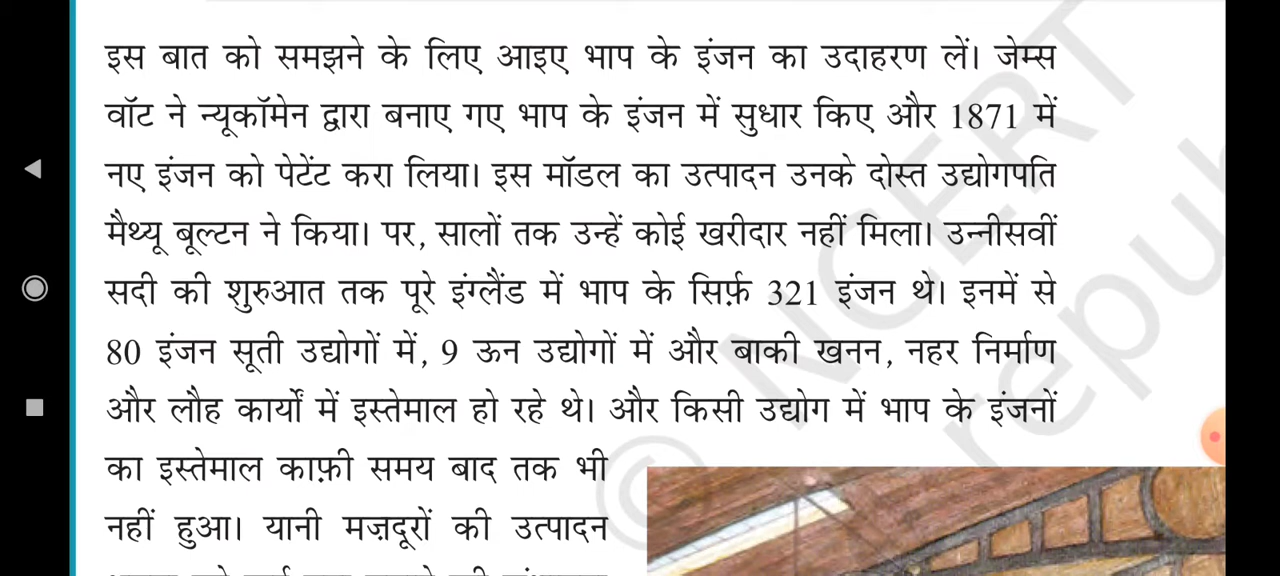 इस बात को समझने के लिए आइए भाप के इंजन का उदाहरण लें। जेम्स
वॉट ने न्यूकॉमेन द्वारा बनाए गए भाप के इंजन में सुधार किए और 1871 में
नए इंजन को पेटेंट करा लिया। इस मॉडल का उत्पादन उनके दोस्त उद्योगपति
मैथ्यू बूल्टन ने किया। पर, सालों तक उन्हें कोई खरीदार नहीं मिला। उन्नीसवीं
सदी की शुरुआत तक पूरे इंग्लैंड में भाप के सिर्फ़ 321 इंजन थे। इनमें से
80 इंजन सूती उद्योगों में, 9 ऊन उद्योगों में और बाकी खनन, नहर निर्माण
और लौह कार्यों में इस्तेमाल हो रहे थे। और किसी उद्योग में भाप के इंजनों
का इस्तेमाल काफ़ी समय बाद तक भी
नहीं हुआ। यानी मज़दूरों की उत्पादन
© NCERT
republ